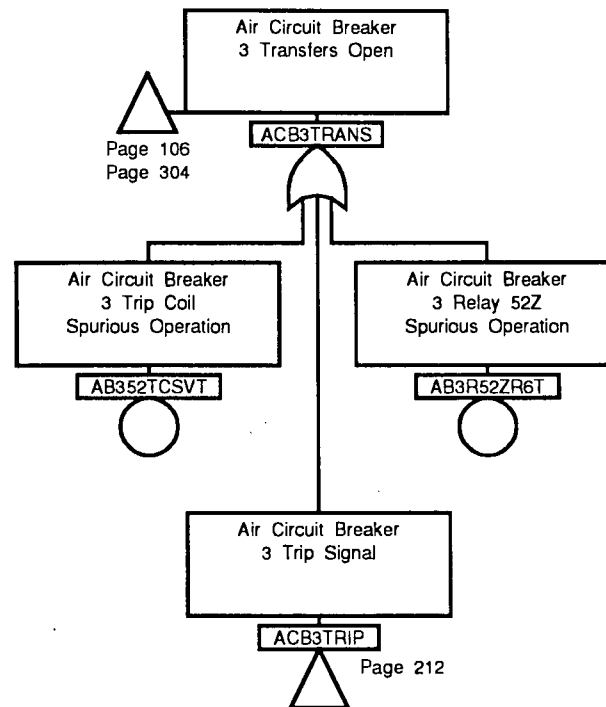 Air Circuit Breaker
3 Transfers Open
ACB3TRANS
Page 106
Page 304
Air Circuit Breaker
3 Trip Coil
Spurious Operation
AB352TCSVT
Air Circuit Breaker
3 Relay 52Z
Spurious Operation
AB3R52ZR6T
Air Circuit Breaker
3 Trip Signal
ACB3TRIP
Page 212